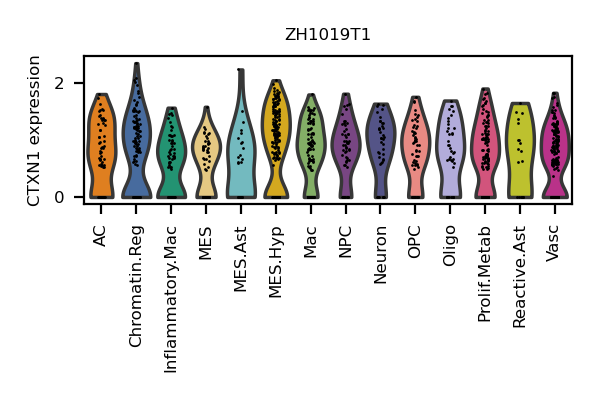 ZH1019T1
CTXN1 expression
2
0
AC
Chromatin.Reg
Inflammatory.Mac
MES
MES.Ast
MES.Hyp
Mac
NPC
Neuron
OPC
Oligo
Prolif.Metab
Reactive.Ast
Vasc